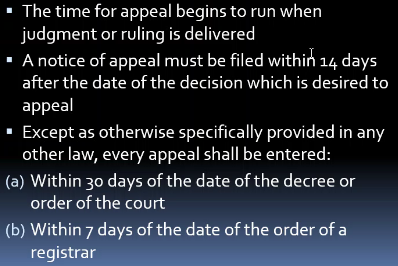 ▪ The time for appeal begins to run when
judgment or ruling is delivered
▪ A notice of appeal must be filed within 14 days
after the date of the decision which is desired to
appeal
▪ Except as otherwise specifically provided in any
other law, every appeal shall be entered:
(a) Within 30 days of the date of the decree or
order of the court
(b) Within 7 days of the date of the order of a
registrar